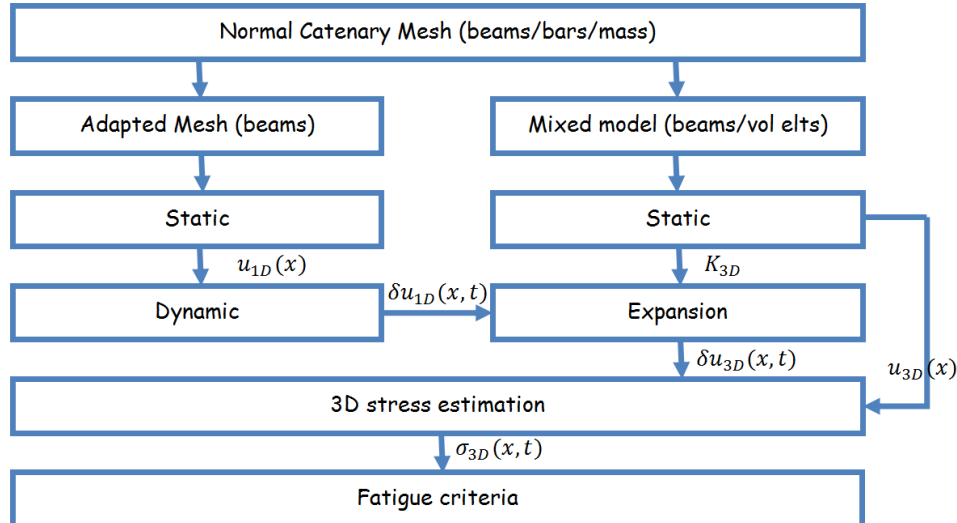 Normal Catenary Mesh (beams/bars/mass)
Adapted Mesh (beams)
Mixed model (beams/vol elts)
Static
Static
u_{1D}(x)
K_{3D}
δu_{1D}(x,t)
Dynamic
Expansion
δu_{3D}(x,t)
u_{3D}(x)
3D stress estimation
σ_{3D}(x,t)
Fatigue criteria